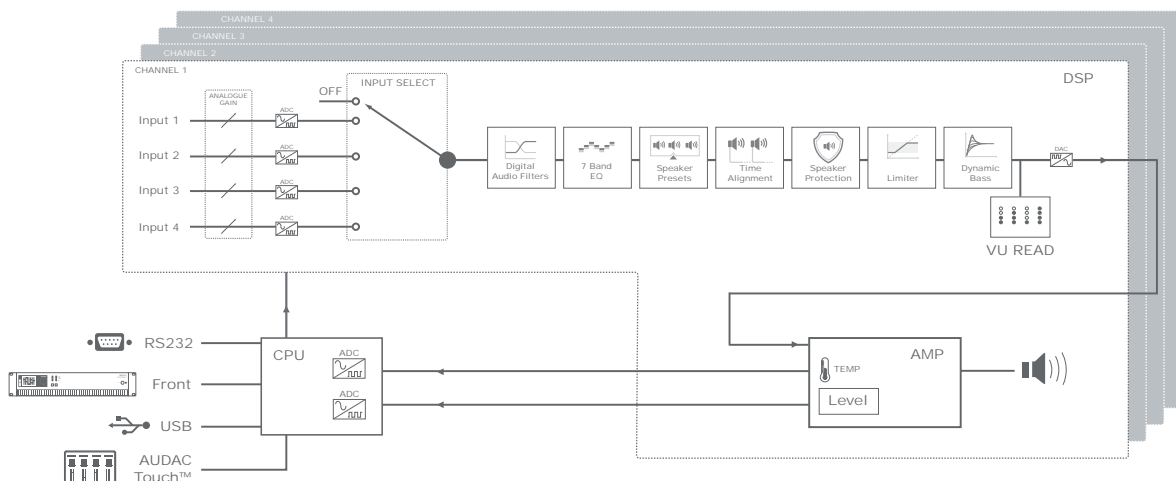 CHANNEL 4
CHANNEL 3
CHANNEL 2
CHANNEL 1
DSP
INPUT SELECT
ANALOGUE
GAIN
OFF
ADC
Input 1
ADC
Input 2
ADC
Input 3
ADC
Input 4
Digital
Audio Filters
7 Band
EQ
Speaker
Presets
Time
Alignment
Speaker
Protection
Limiter
Dynamic
Bass
DAC
VU READ
RS232
Front
USB
AUDAC
Touch™
CPU
ADC
ADC
AMP
TEMP
Level